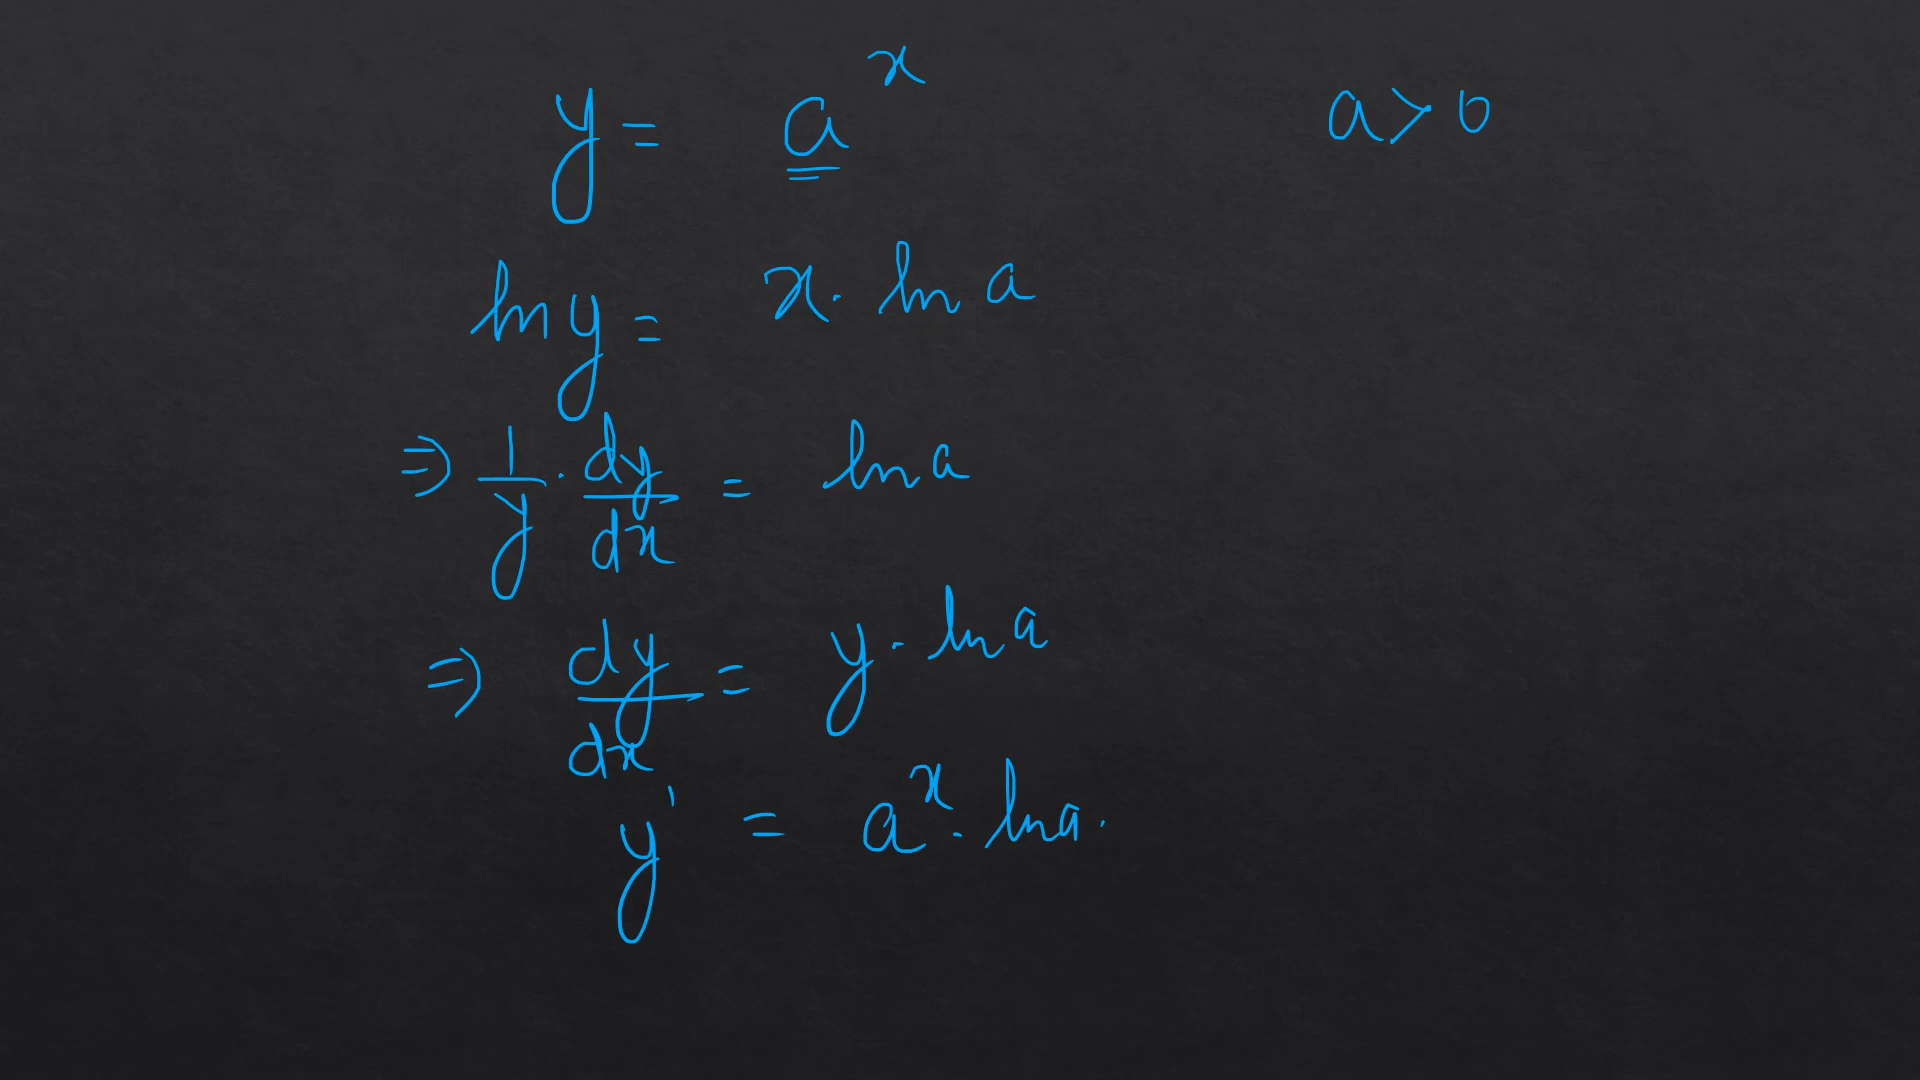 y = a^x a > 0
ln y = x · ln a
⇒ 1/y · dy/dx = ln a
⇒ dy/dx = y · ln a
y' = a^x · ln a.